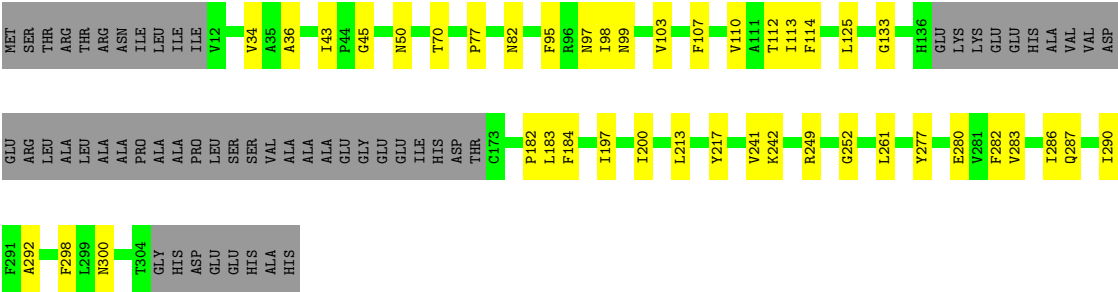 MET SER THR ARG THR ARG ASN ILE LEU ILE ILE V12 V34 A35 A36 I43 P44 G45 N50 T70 P77 N82 F95 R96 N97 I98 N99 V103 F107 V110 A111 T112 I113 F114 L125 G133 H136 GLU LYS LYS GLU GLU HIS ALA VAL VAL ASP
GLU ARG LEU ALA LEU ALA ALA PRO ALA ALA PRO LEU SER SER VAL ALA ALA ALA ALA GLU GLY GLU GLU ILE HIS ASP THR C173 P182 L183 F184 I197 I200 L213 Y217 V241 K242 R249 G252 L261 Y277 E280 V281 F282 V283 I286 Q287 I290
F291 A292 F298 L299 N300 T304 GLY HIS ASP GLU GLU HIS ALA HIS